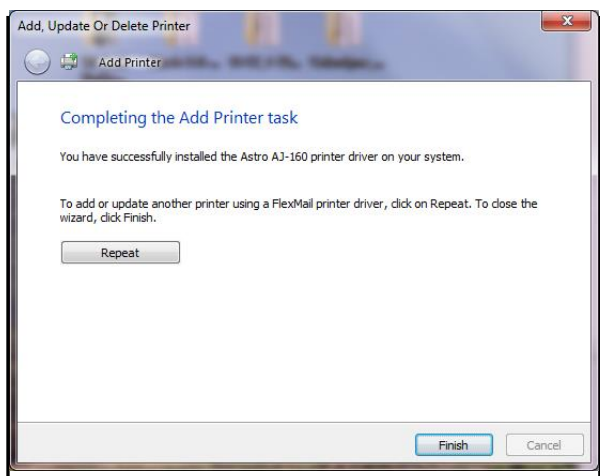 Add, Update Or Delete Printer
Add Printer
Completing the Add Printer task
You have successfully installed the Astro AJ-160 printer driver on your system.
To add or update another printer using a FlexMail printer driver, click on Repeat. To close the
wizard, click Finish.
Repeat
Finish
Cancel